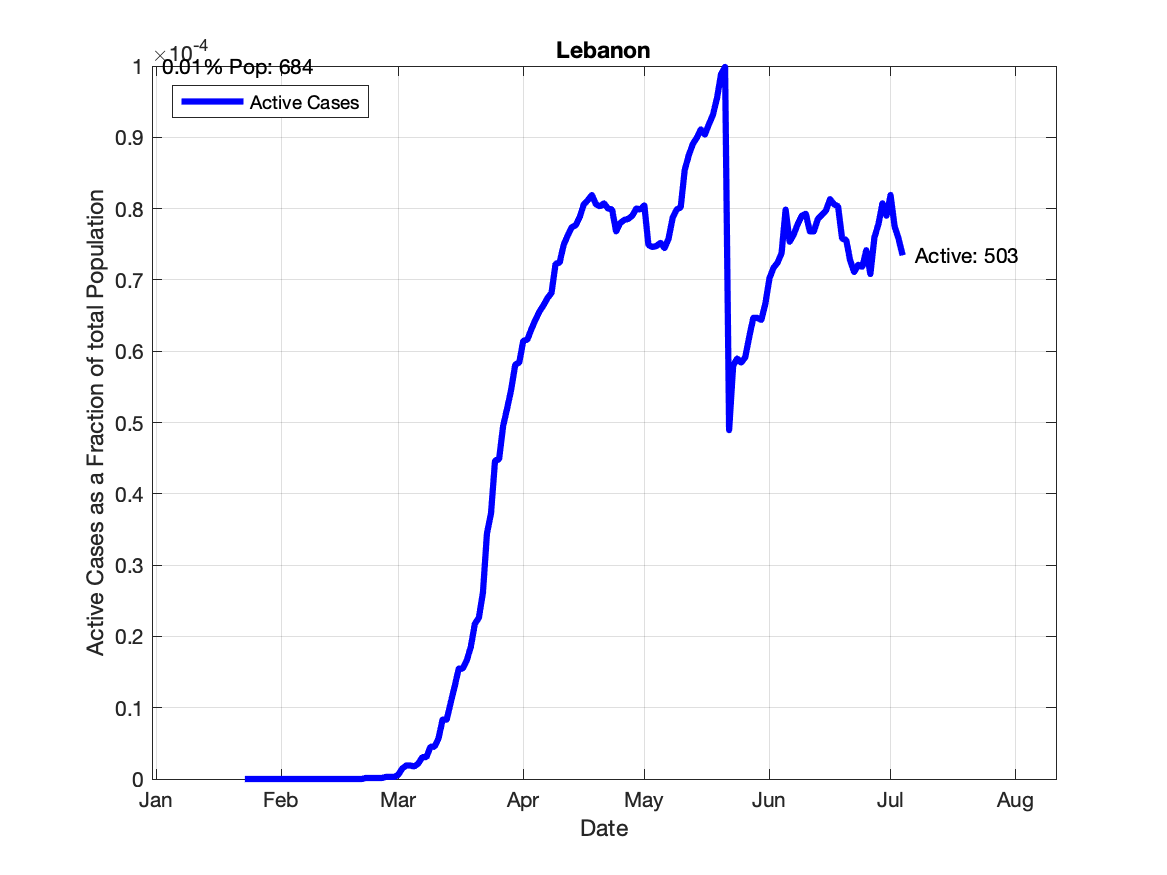 Lebanon
×10⁻⁴
0.01% Pop: 684
Active Cases
1
0.9
0.8
0.7
0.6
0.5
0.4
0.3
0.2
0.1
0
Active Cases as a Fraction of total Population
Active: 503
Jan Feb Mar Apr May Jun Jul Aug
Date